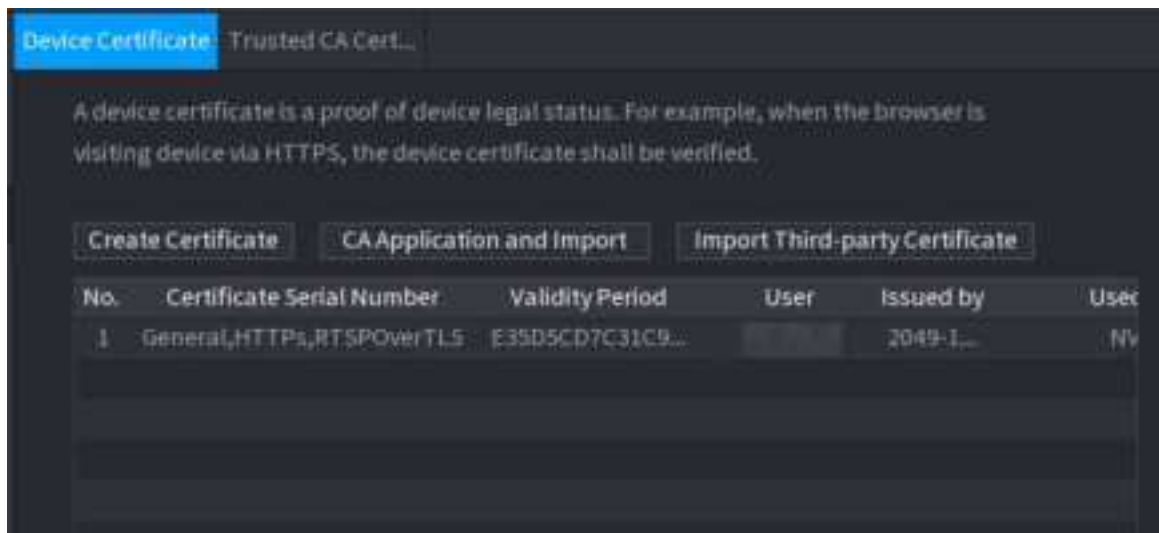 Device Certificate Trusted CA Cert...
A device certificate is a proof of device legal status. For example, when the browser is
visiting device via HTTPS, the device certificate shall be verified.
Create Certificate CA Application and Import Import Third-party Certificate
No. Certificate Serial Number Validity Period User Issued by Used
1 General,HTTPs,RTSPOverTLS E35D5CD7C31C9... 2049-1... NV